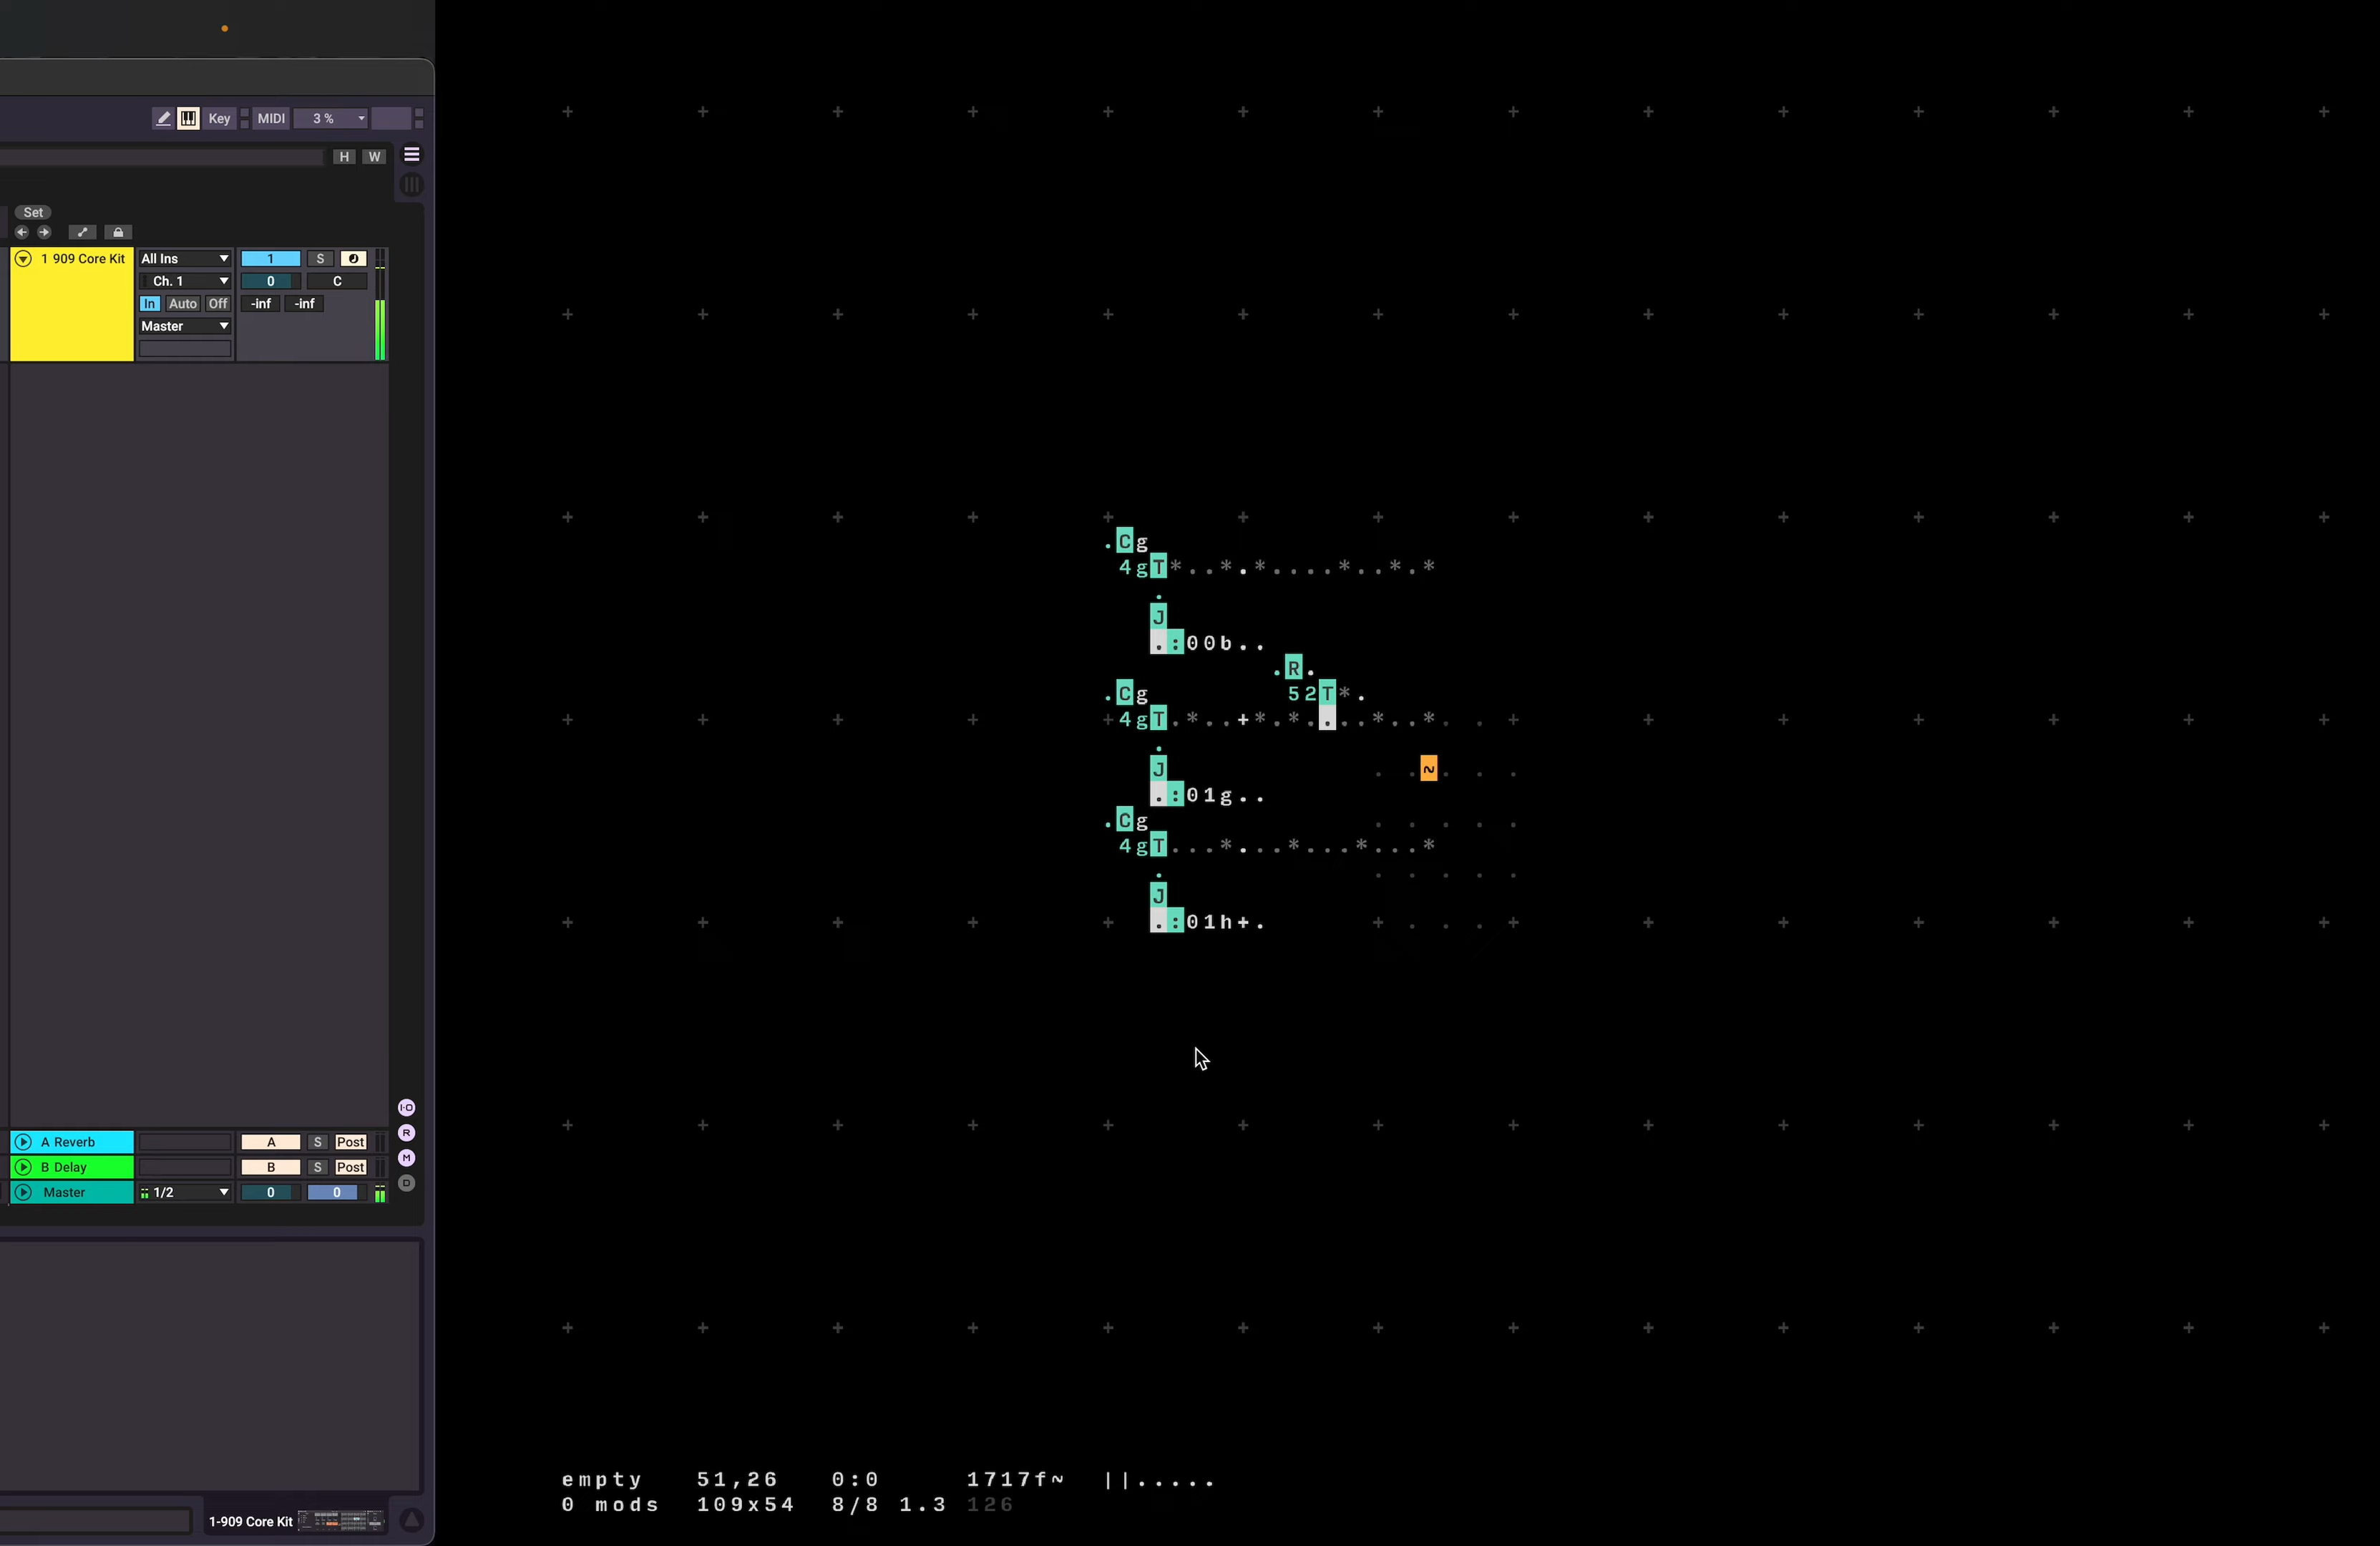 Key MIDI 3 %
H W
Set
1 909 Core Kit All Ins 1 S
Ch. 1 0 C
In Auto Off -inf -inf
Master
A Reverb A S Post
B Delay B S Post
Master 1/2 0 0
I·O
R
M
D
1-909 Core Kit
.Cg
4gT*..*.*....*..*.*
.
J
.:00b..
.R.
.Cg 52T*.
4gT.*..+*.*....*..*..
.
J
~
.:01g..
.Cg
4gT...*...*...*...*
.
J
.:01h+.
empty 51,26 0:0 1717f~ ||.....
0 mods 109x54 8/8 1.3 126